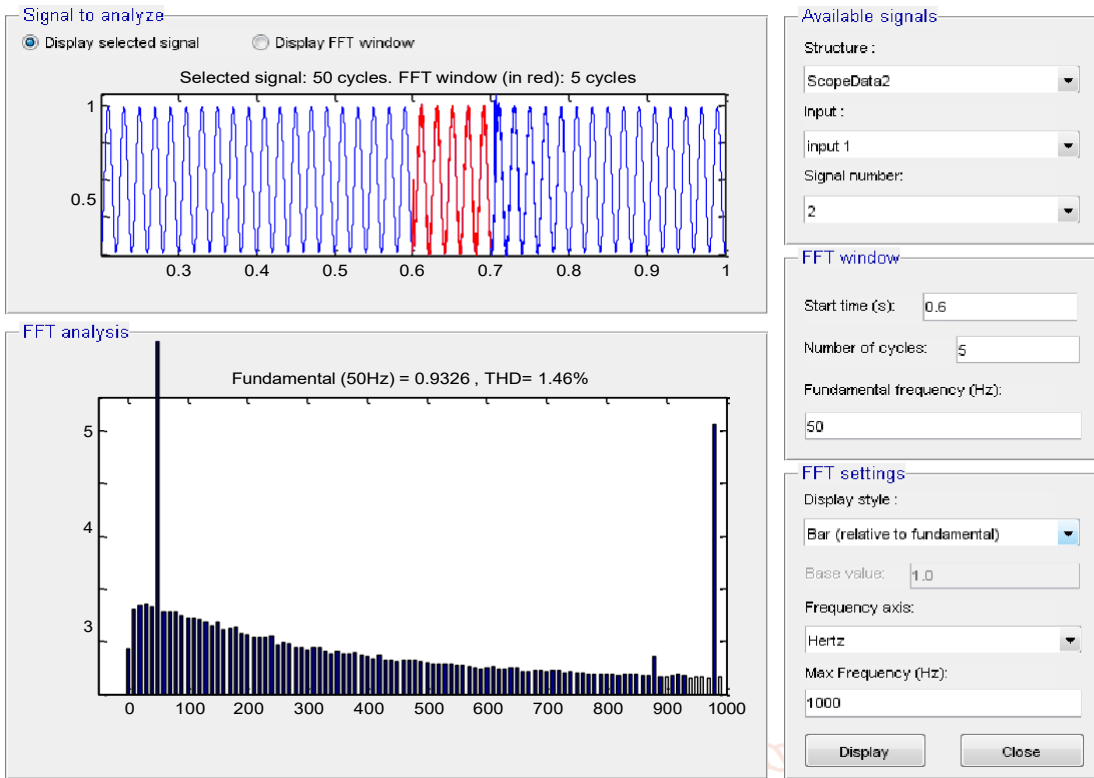 Signal to analyze
Display selected signal
Display FFT window
Selected signal: 50 cycles. FFT window (in red): 5 cycles
1
0.5
0.3 0.4 0.5 0.6 0.7 0.8 0.9 1
FFT analysis
Fundamental (50Hz) = 0.9326 , THD= 1.46%
5
4
3
0 100 200 300 400 500 600 700 800 900 1000
Available signals
Structure :
ScopeData2
Input :
input 1
Signal number:
2
FFT window
Start time (s): 0.6
Number of cycles: 5
Fundamental frequency (Hz):
50
FFT settings
Display style :
Bar (relative to fundamental)
Base value: 1.0
Frequency axis:
Hertz
Max Frequency (Hz):
1000
Display Close